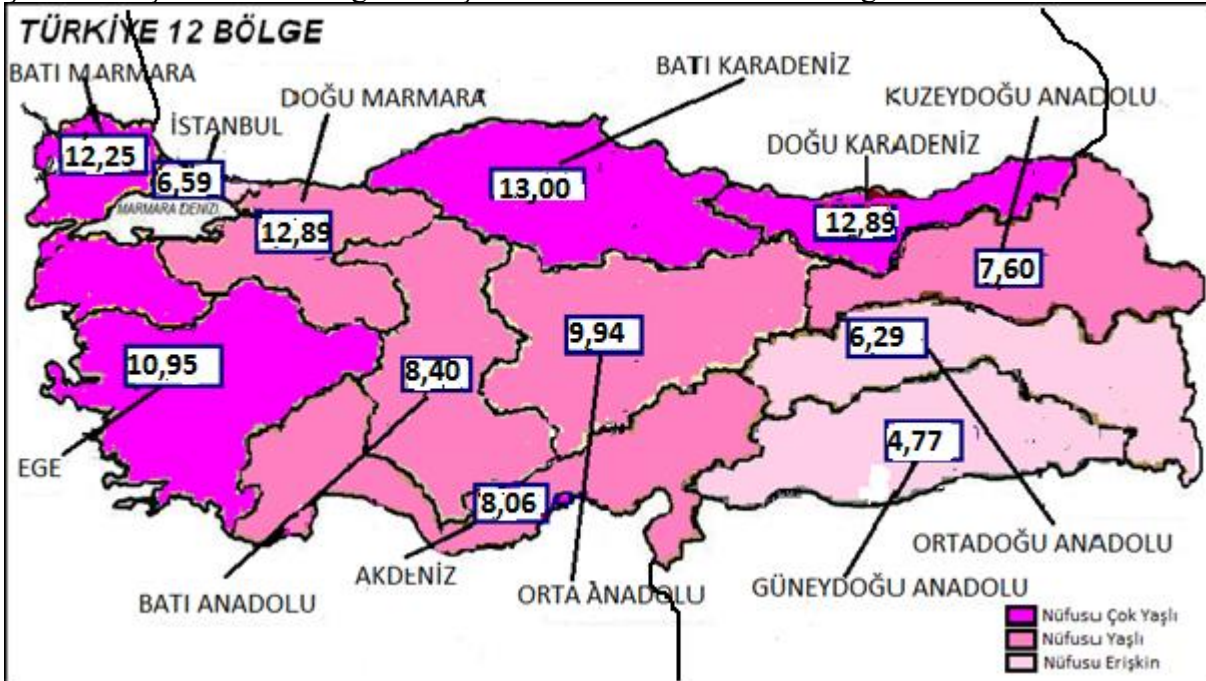 TÜRKİYE 12 BÖLGE
BATI MARMARA
DOĞU MARMARA
BATI KARADENİZ
KUZEYDOĞU ANADOLU
İSTANBUL
DOĞU KARADENİZ
12,25
6,59
MARMARA DENİZİ
13,00
12,89
12,89
7,60
9,94
6,29
10,95
8,40
4,77
EGE
8,06
ORTADOĞU ANADOLU
AKDENİZ
GÜNEYDOĞU ANADOLU
BATI ANADOLU
ORTA ANADOLU
Nüfusu Çok Yaşlı
Nüfusu Yaşlı
Nüfusu Erişkin